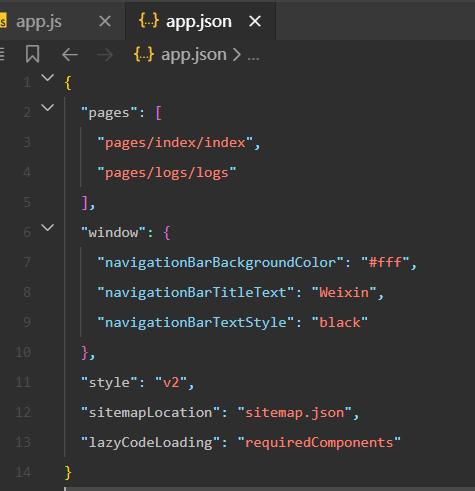 JS app.js × {..} app.json ×
{..} app.json > ...
1 {
2 "pages": [
3 "pages/index/index",
4 "pages/logs/logs"
5 ],
6 "window": {
7 "navigationBarBackgroundColor": "#fff",
8 "navigationBarTitleText": "Weixin",
9 "navigationBarTextStyle": "black"
10 },
11 "style": "v2",
12 "sitemapLocation": "sitemap.json",
13 "lazyCodeLoading": "requiredComponents"
14 }